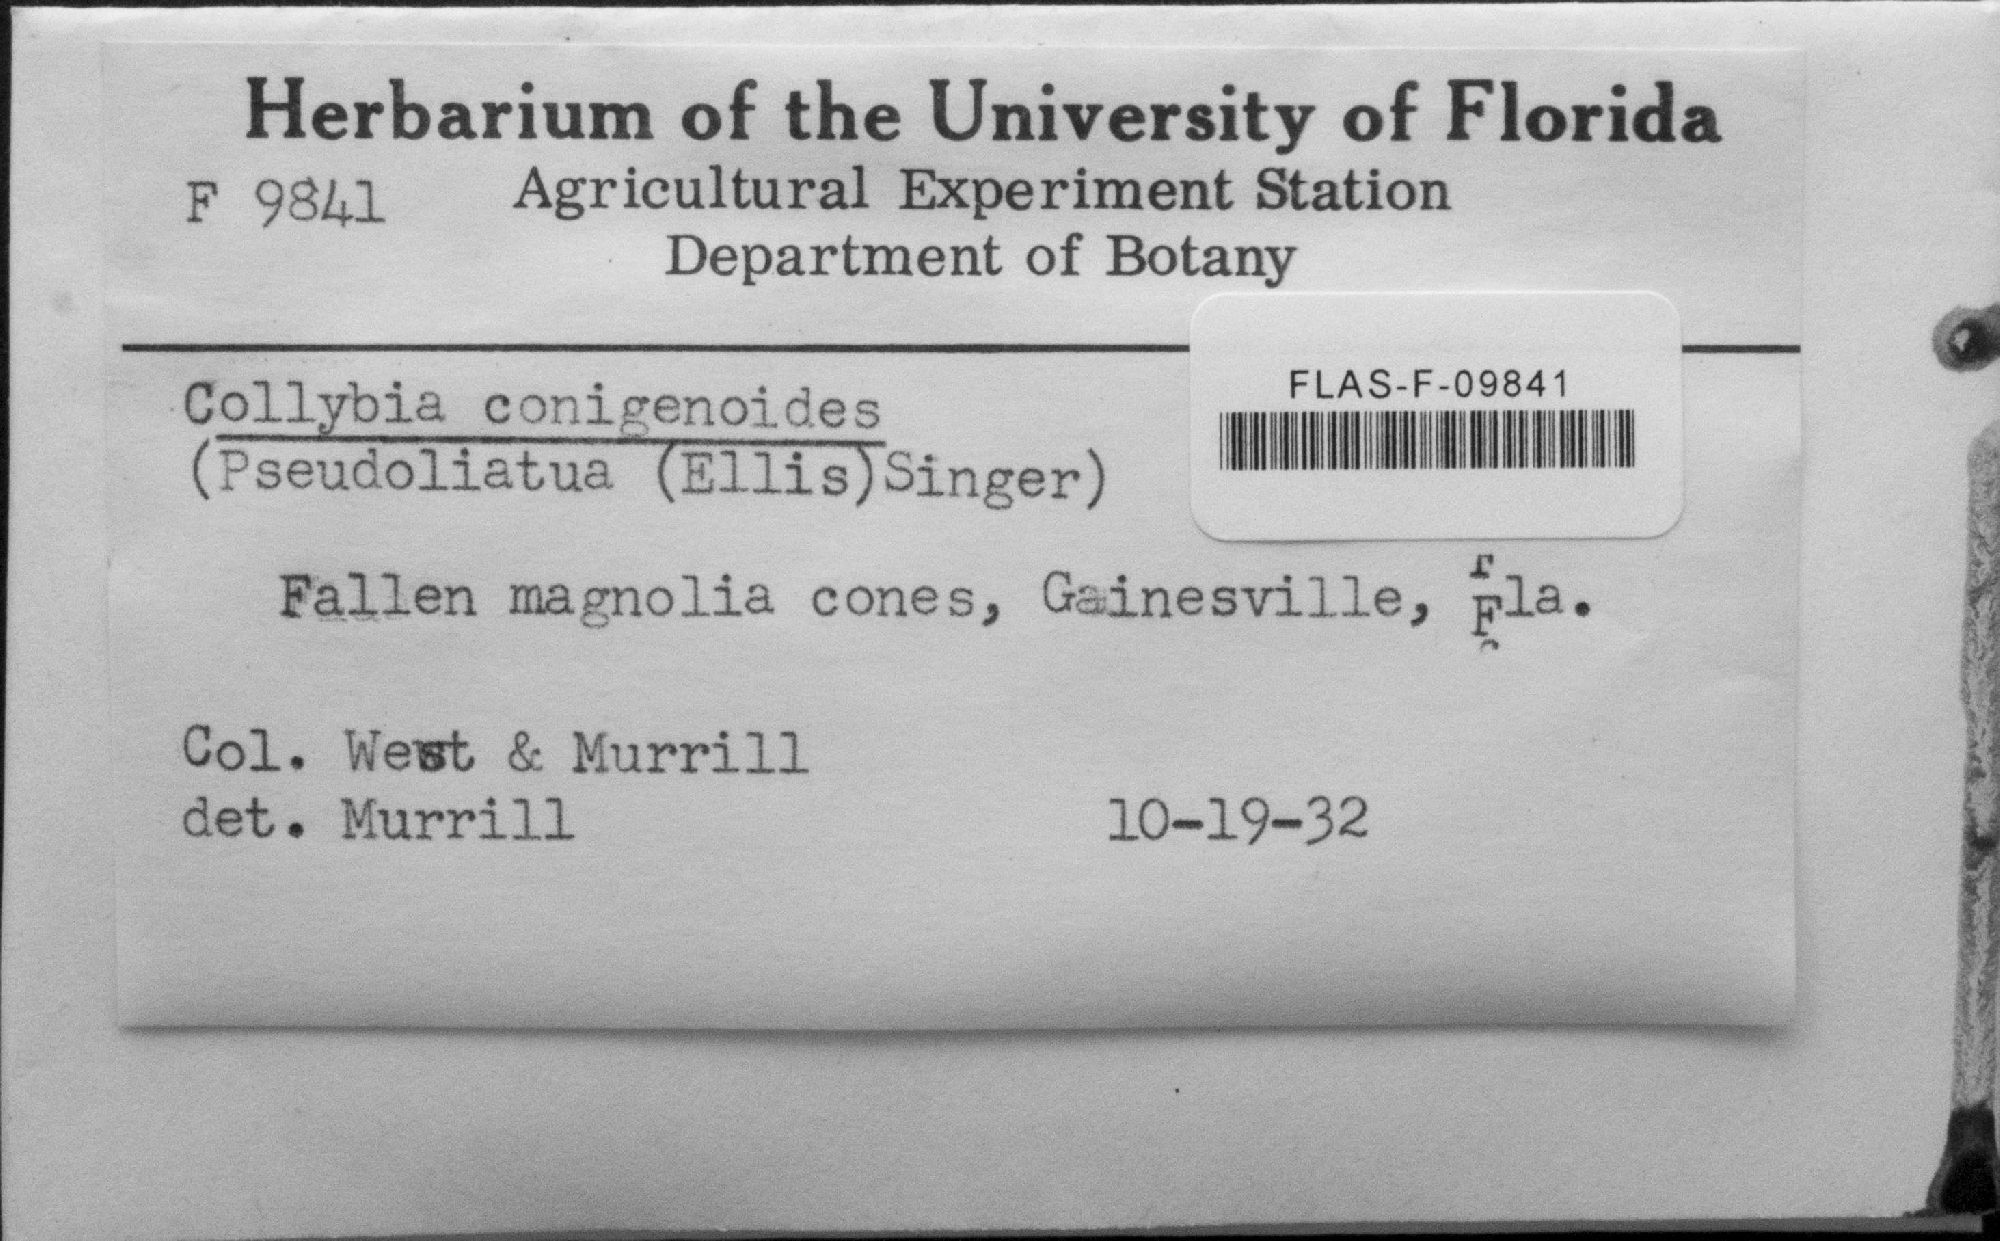 Herbarium of the University of Florida
F 9841 Agricultural Experiment Station
Department of Botany
FLAS-F-09841
Collybia conigenoides
(Pseudoliatua (Ellis)Singer)
Fallen magnolia cones, Gainesville, Fla.
Col. West & Murrill
det. Murrill 10-19-32